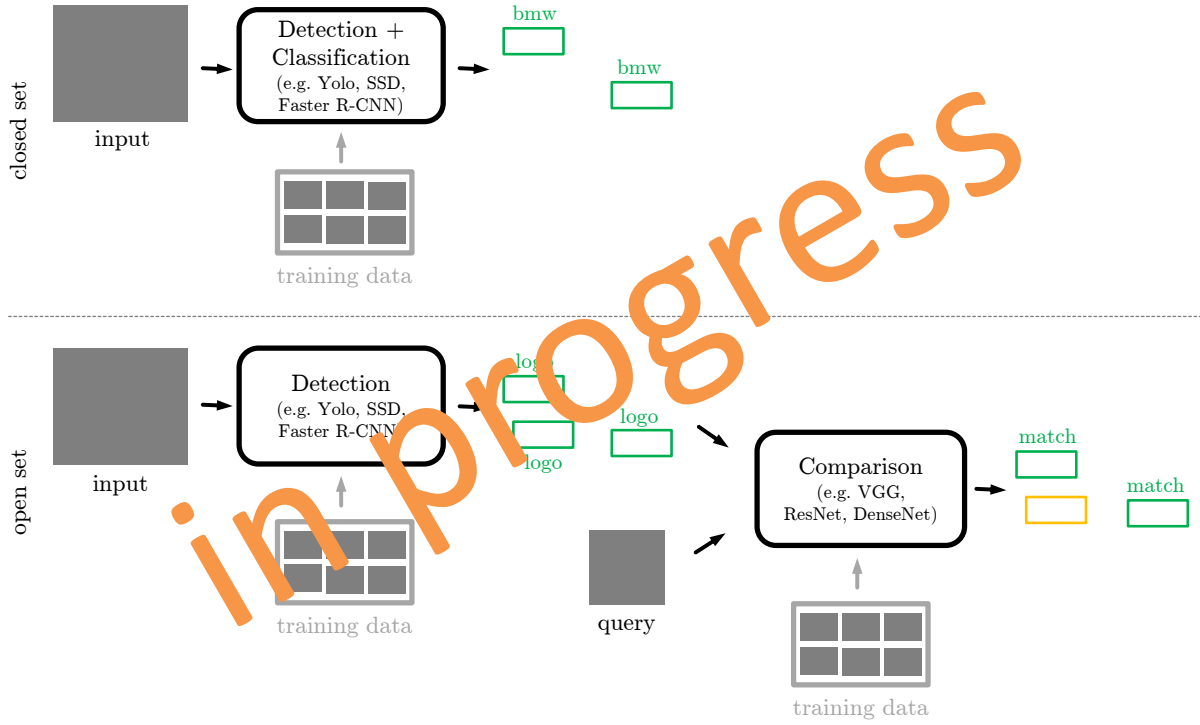 closed set
input
Detection +
Classification
(e.g. Yolo, SSD,
Faster R-CNN)
training data
bmw
bmw
open set
input
Detection
(e.g. Yolo, SSD,
Faster R-CNN)
training data
logo
logo
logo
query
Comparison
(e.g. VGG,
ResNet, DenseNet)
training data
match
match
in progress